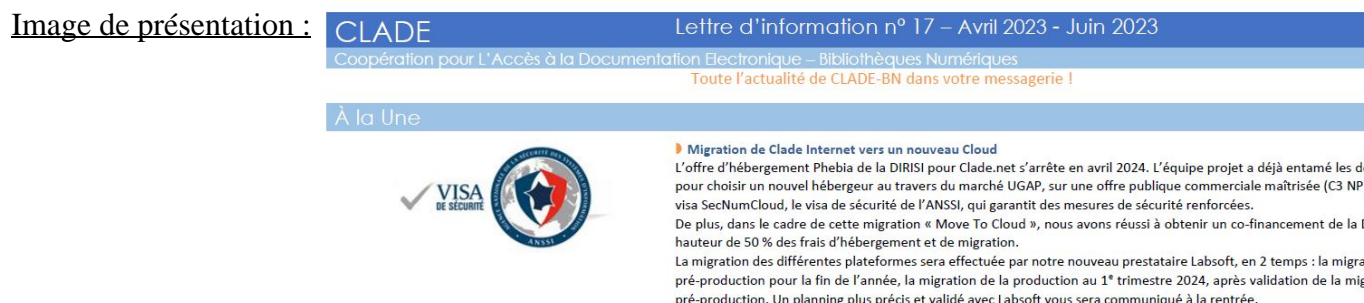 Image de présentation :
CLADE
Lettre d’information n° 17 – Avril 2023 - Juin 2023
Coopération pour L’Accès à la Documentation Electronique – Bibliothèques Numériques
Toute l’actualité de CLADE-BN dans votre messagerie !
À la Une
VISA
DE SÉCURITÉ
AGENCE NATIONALE DE LA SÉCURITÉ DES SYSTÈMES D'INFORMATION
ANSSI
Migration de Clade Internet vers un nouveau Cloud
L’offre d’hébergement Phebia de la DIRISI pour Clade.net s’arrête en avril 2024. L’équipe projet a déjà entamé les
pour choisir un nouvel hébergeur au travers du marché UGAP, sur une offre publique commerciale maîtrisée (C3 NP
visa SecNumCloud, le visa de sécurité de l’ANSSI, qui garantit des mesures de sécurité renforcées.
De plus, dans le cadre de cette migration « Move To Cloud », nous avons réussi à obtenir un co-financement de la
hauteur de 50 % des frais d’hébergement et de migration.
La migration des différentes plateformes sera effectuée par notre nouveau prestataire Labsoft, en 2 temps : la migra
pré-production pour la fin de l’année, la migration de la production au 1ᵉ trimestre 2024, après validation de la mig
pré-production. Un planning plus précis et validé avec Labsoft vous sera communiqué à la rentrée.